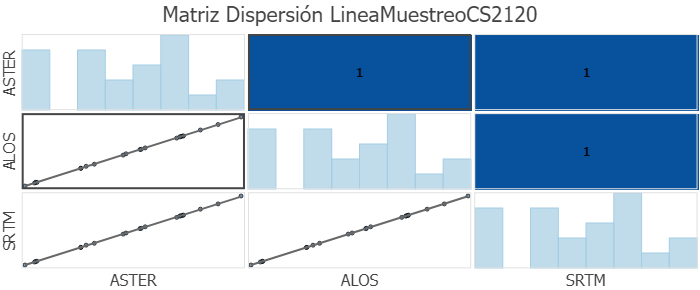 Matriz Dispersión LineaMuestreoCS2120
ASTER
1
1
ALOS
1
SRTM
ASTER
ALOS
SRTM